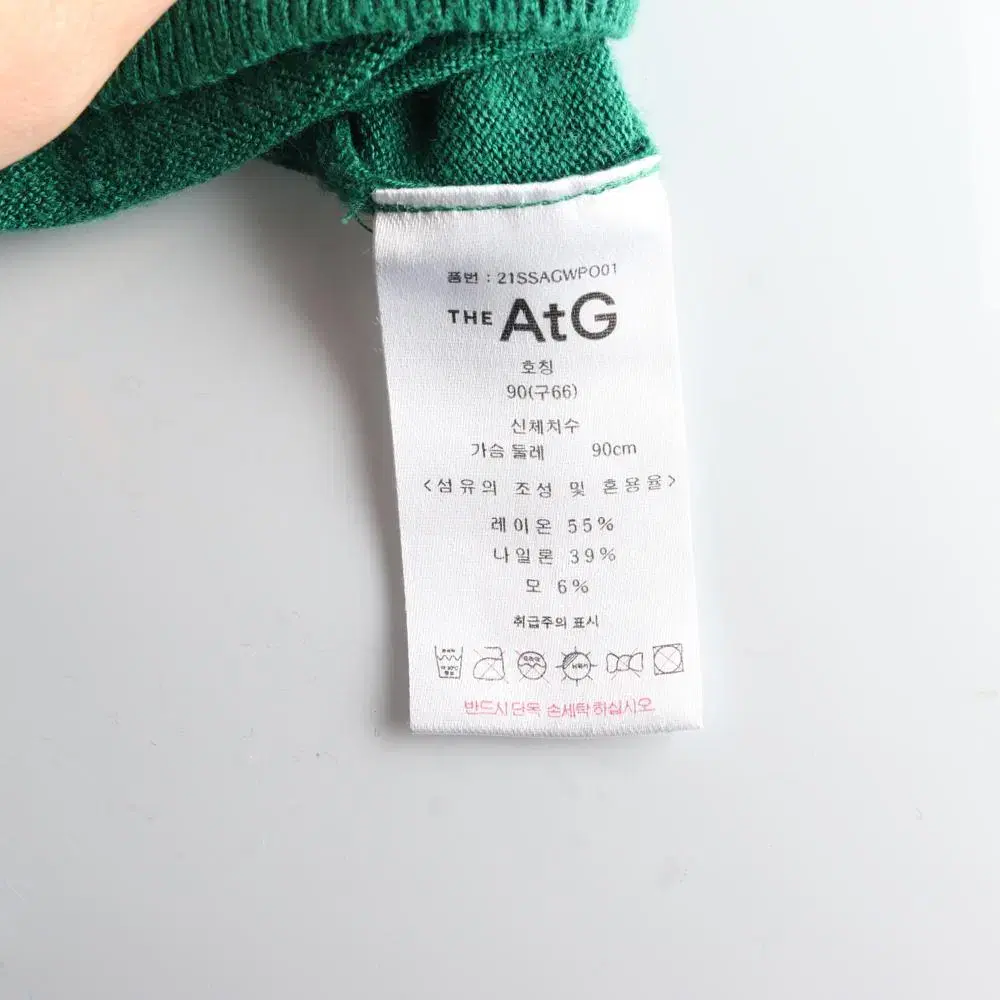 품번 : 21SSAGWPO01
THE AtG
호칭
90(구66)
신체치수
가슴 둘레 90cm
<섬유의 조성 및 혼용율>
레이온 55%
나일론 39%
모 6%
취급주의 표시
반드시 단독 손세탁 하십시오